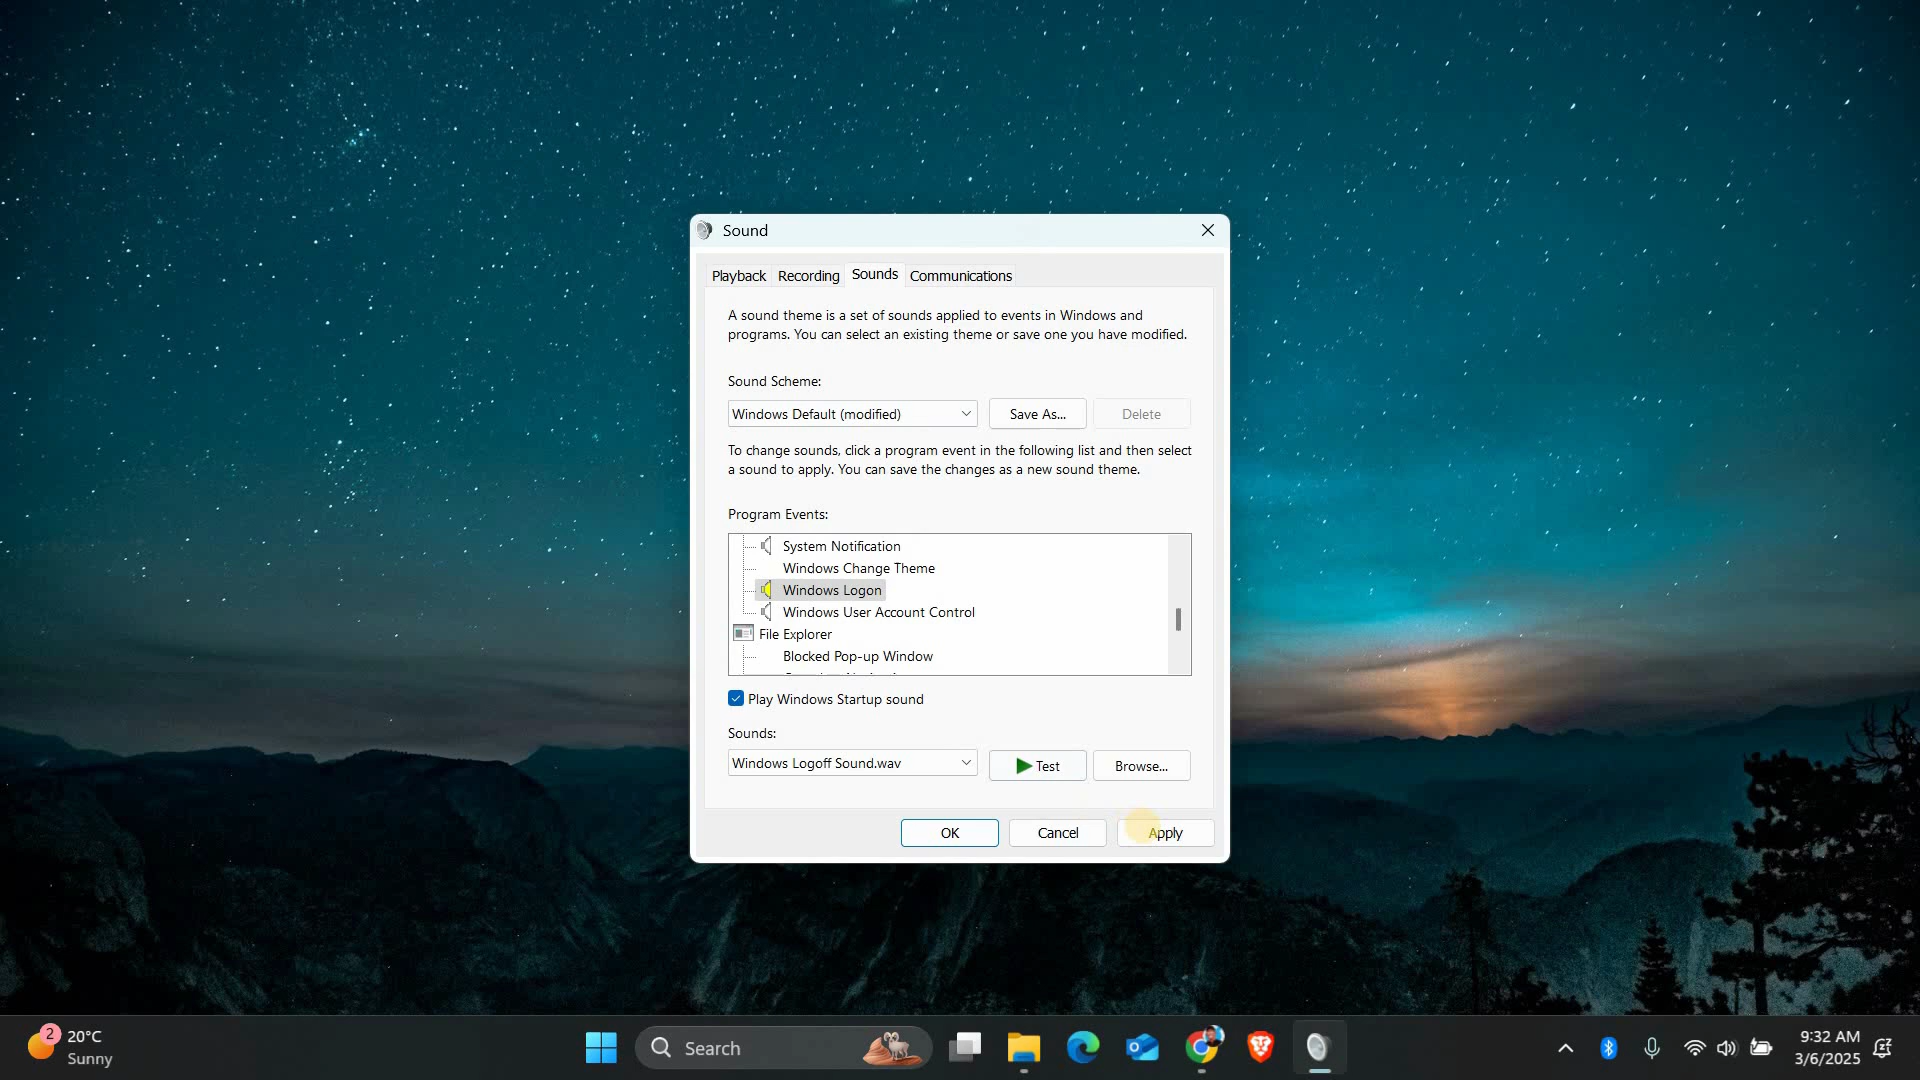 Sound
Playback Recording Sounds Communications
A sound theme is a set of sounds applied to events in Windows and
programs. You can select an existing theme or save one you have modified.
Sound Scheme:
Windows Default (modified) Save As... Delete
To change sounds, click a program event in the following list and then select
a sound to apply. You can save the changes as a new sound theme.
Program Events:
System Notification
Windows Change Theme
Windows Logon
Windows User Account Control
File Explorer
Blocked Pop-up Window
Play Windows Startup sound
Sounds:
Windows Logoff Sound.wav Test Browse...
OK Cancel Apply
2 20°C
Sunny
Search
9:32 AM
3/6/2025